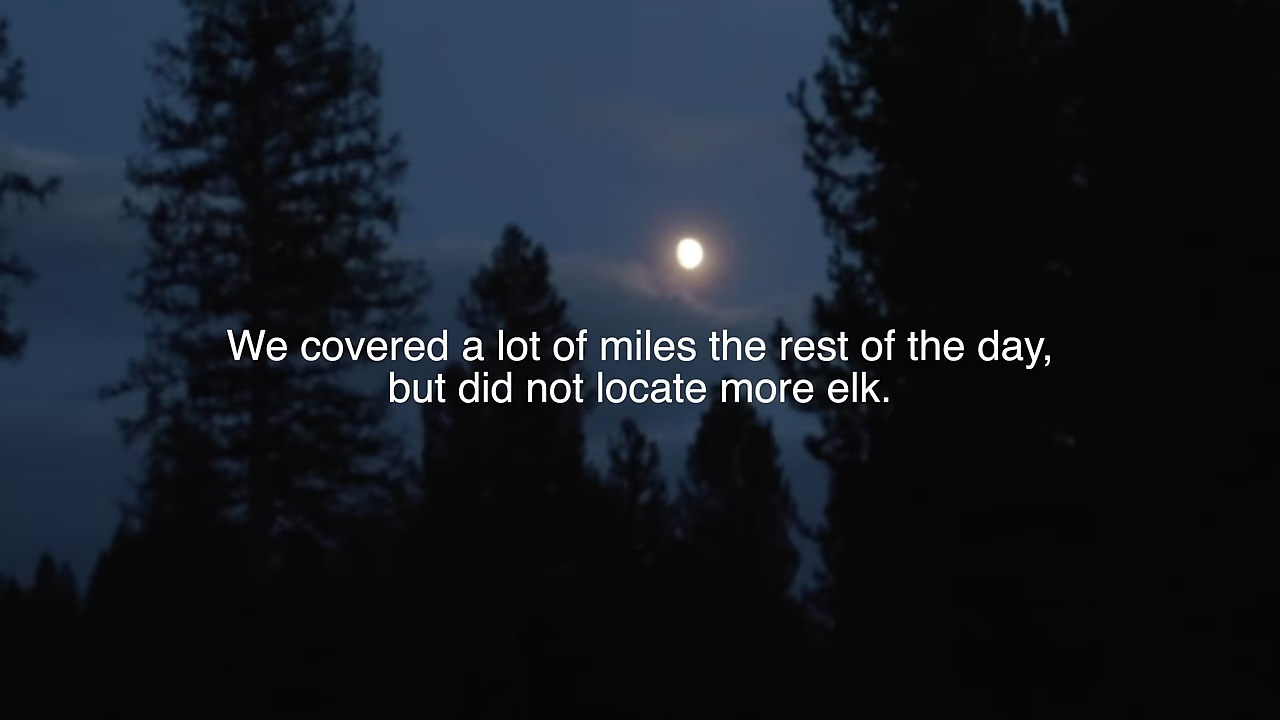 We covered a lot of miles the rest of the day,
but did not locate more elk.